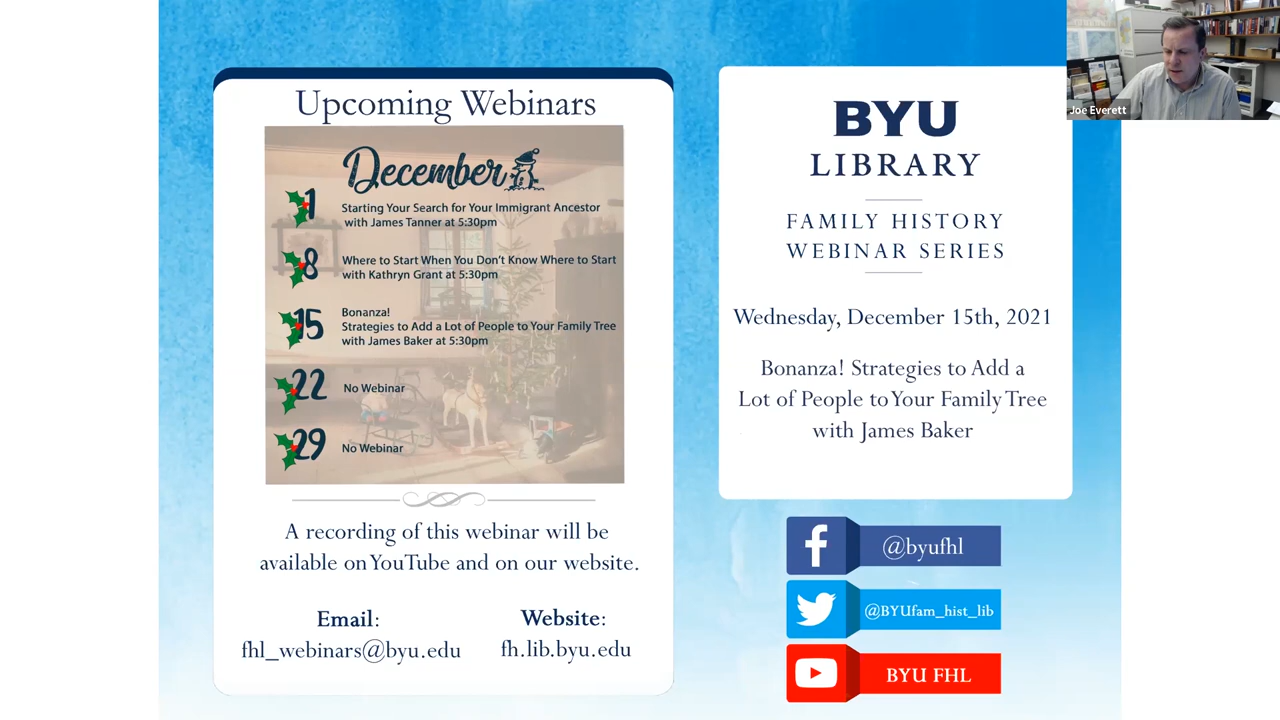 Upcoming Webinars
December
1
Starting Your Search for Your Immigrant Ancestor
with James Tanner at 5:30pm
8
Where to Start When You Don't Know Where to Start
with Kathryn Grant at 5:30pm
15
Bonanza!
Strategies to Add a Lot of People to Your Family Tree
with James Baker at 5:30pm
22
No Webinar
29
No Webinar
A recording of this webinar will be
available on YouTube and on our website.
Email:
fhl_webinars@byu.edu
Website:
fh.lib.byu.edu
BYU
LIBRARY
FAMILY HISTORY
WEBINAR SERIES
Wednesday, December 15th, 2021
Bonanza! Strategies to Add a
Lot of People to Your Family Tree
with James Baker
@byufhl
@BYUfam_hist_lib
BYU FHL
Joe Everett